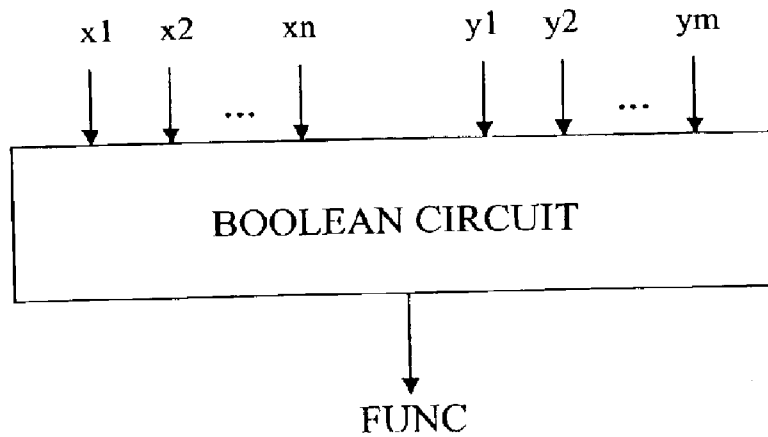 x1 x2 ... xn y1 y2 ... ym
BOOLEAN CIRCUIT
FUNC